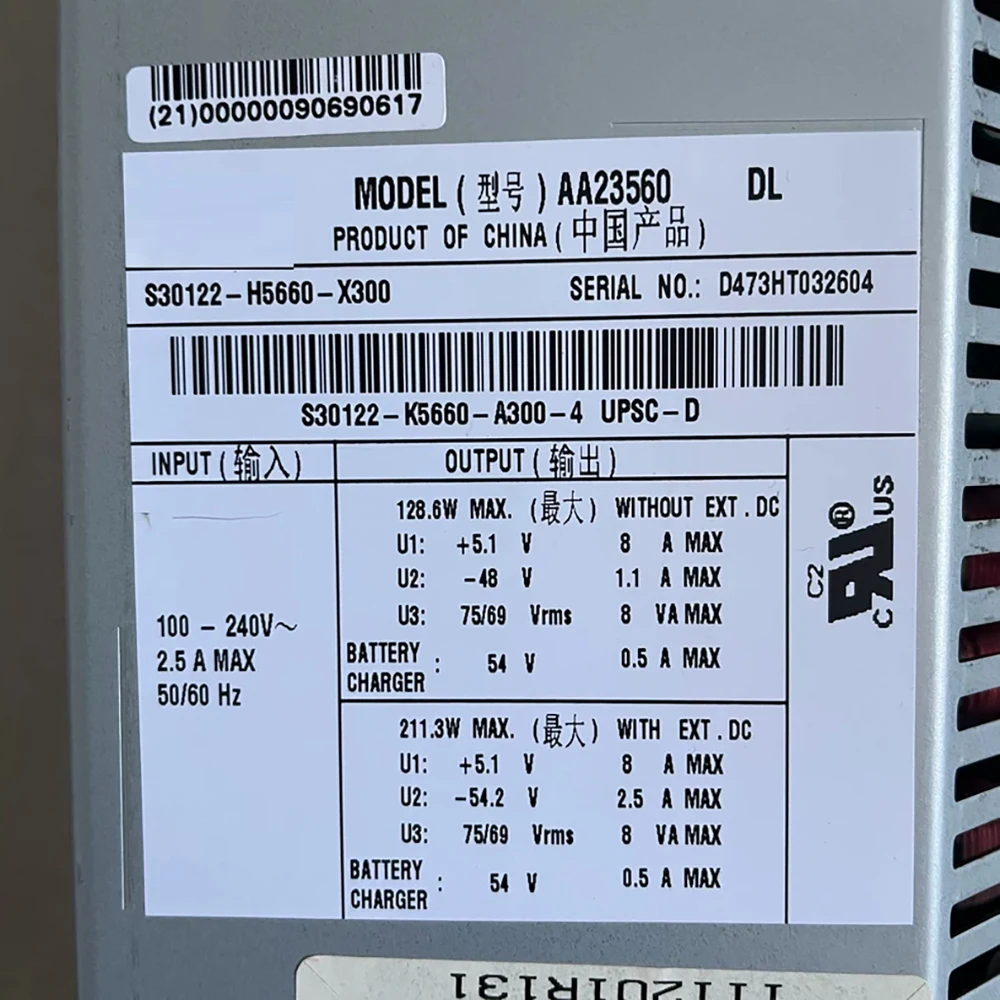 (21)00000090690617
MODEL (型号) AA23560 DL
PRODUCT OF CHINA (中国产品)
S30122-H5660-X300 SERIAL NO.: D473HT032604
S30122-K5660-A300-4 UPSC-D
INPUT (输入) OUTPUT (输出)
128.6W MAX. (最大) WITHOUT EXT. DC
U1: +5.1 V 8 A MAX
U2: -48 V 1.1 A MAX
U3: 75/69 Vrms 8 VA MAX
BATTERY CHARGER : 54 V 0.5 A MAX
100 - 240V~
2.5 A MAX
50/60 Hz
211.3W MAX. (最大) WITH EXT. DC
U1: +5.1 V 8 A MAX
U2: -54.2 V 2.5 A MAX
U3: 75/69 Vrms 8 VA MAX
BATTERY CHARGER : 54 V 0.5 A MAX
C RU ® US
C2
111201R131